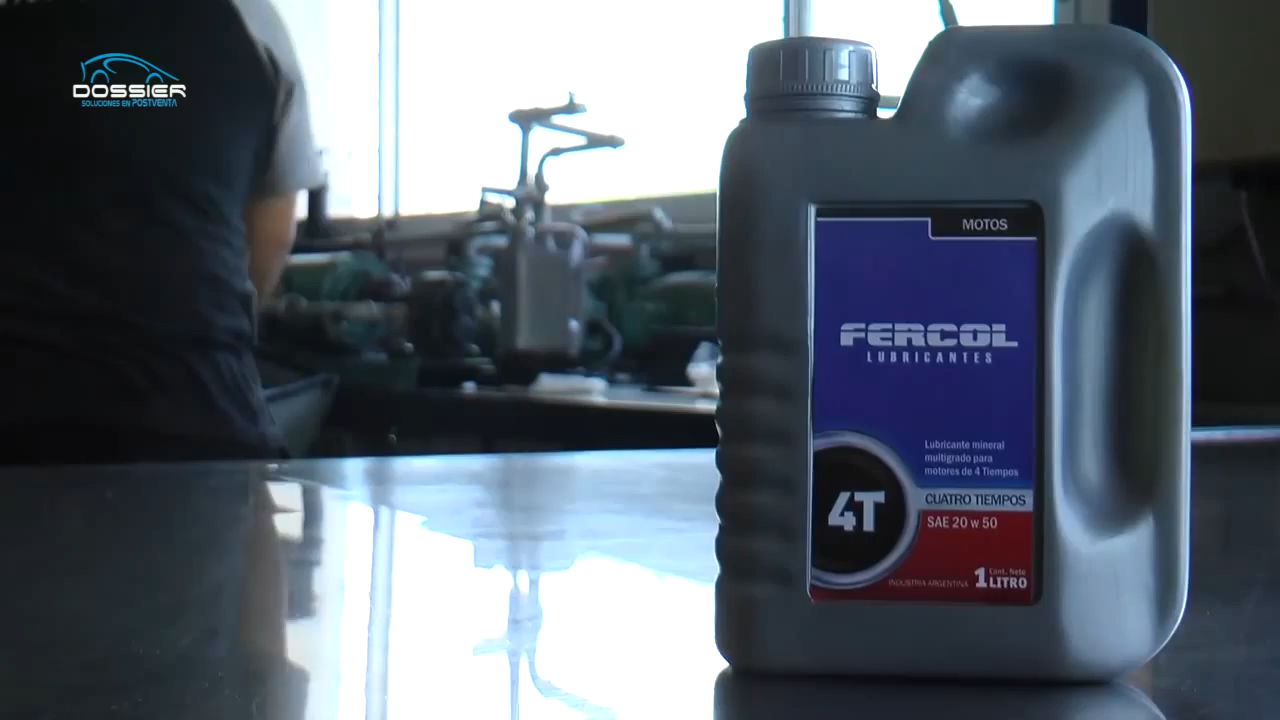 DOSSIER
SOLUCIONES EN POSTVENTA
MOTOS
FERCOL
LUBRICANTES
Lubricante mineral
multigrado para
motores de 4 Tiempos
4T
CUATRO TIEMPOS
SAE 20 w 50
INDUSTRIA ARGENTINA
1 Cont. Neto
LITRO